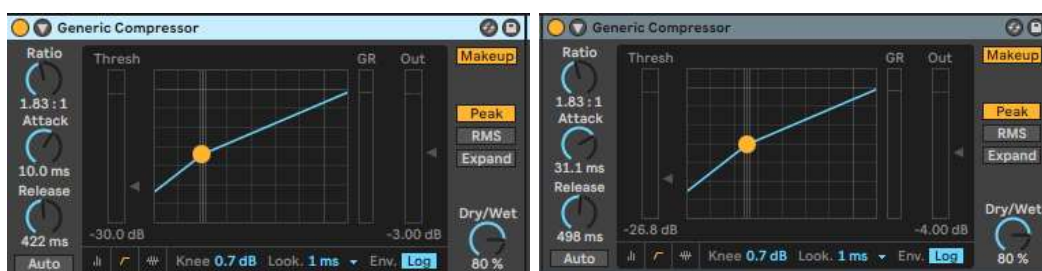 Generic Compressor
Ratio
Thresh
GR
Out
Makeup
1.83 : 1
Attack
Peak
RMS
Expand
10.0 ms
Release
Dry/Wet
422 ms
-30.0 dB
-3.00 dB
Auto
Knee 0.7 dB Look. 1 ms Env. Log
80 %
Generic Compressor
Ratio
Thresh
GR
Out
Makeup
1.83 : 1
Attack
Peak
RMS
Expand
31.1 ms
Release
Dry/Wet
498 ms
-26.8 dB
-4.00 dB
Auto
Knee 0.7 dB Look. 1 ms Env. Log
80 %